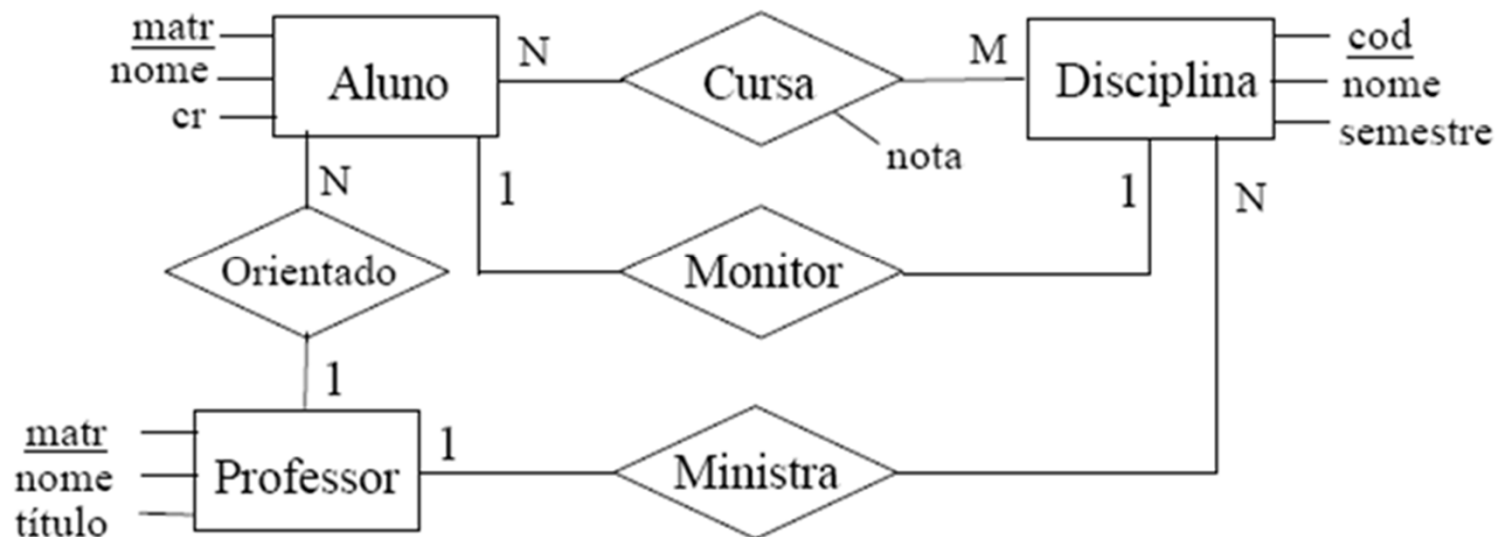 matr
nome
cr
Aluno
N
Cursa
nota
M
Disciplina
cod
nome
semestre
N
Orientado
1
1
Monitor
1
N
matr
nome
título
Professor
1
Ministra